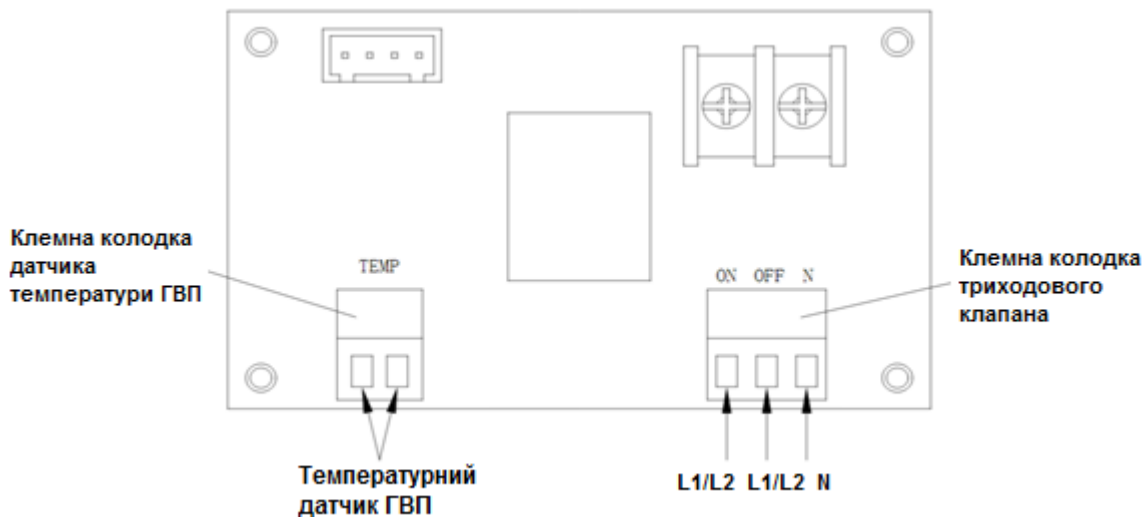 Клемна колодка
датчика
температури ГВП
TEMP
ON OFF N
Клемна колодка
триходового
клапана
Температурний
датчик ГВП
L1/L2 L1/L2 N